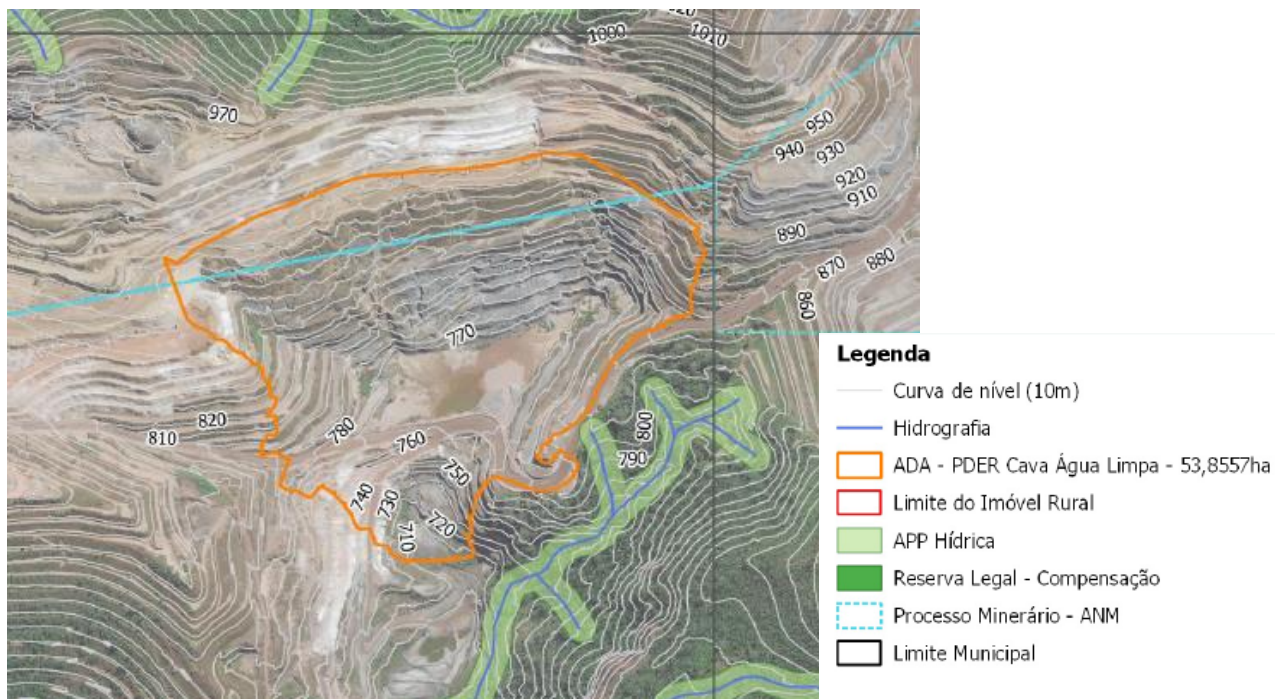 1000
1010
970
950
940
930
920
910
890
870
880
860
770
820
810
780
760
800
790
750
740
730
720
710
Legenda
Curva de nível (10m)
Hidrografia
ADA - PDER Cava Água Limpa - 53,8557ha
Limite do Imóvel Rural
APP Hídrica
Reserva Legal - Compensação
Processo Minerário - ANM
Limite Municipal